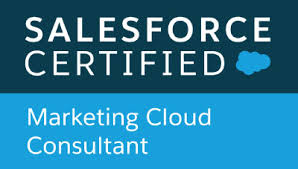 SALESFORCE
CERTIFIED
Marketing Cloud
Consultant